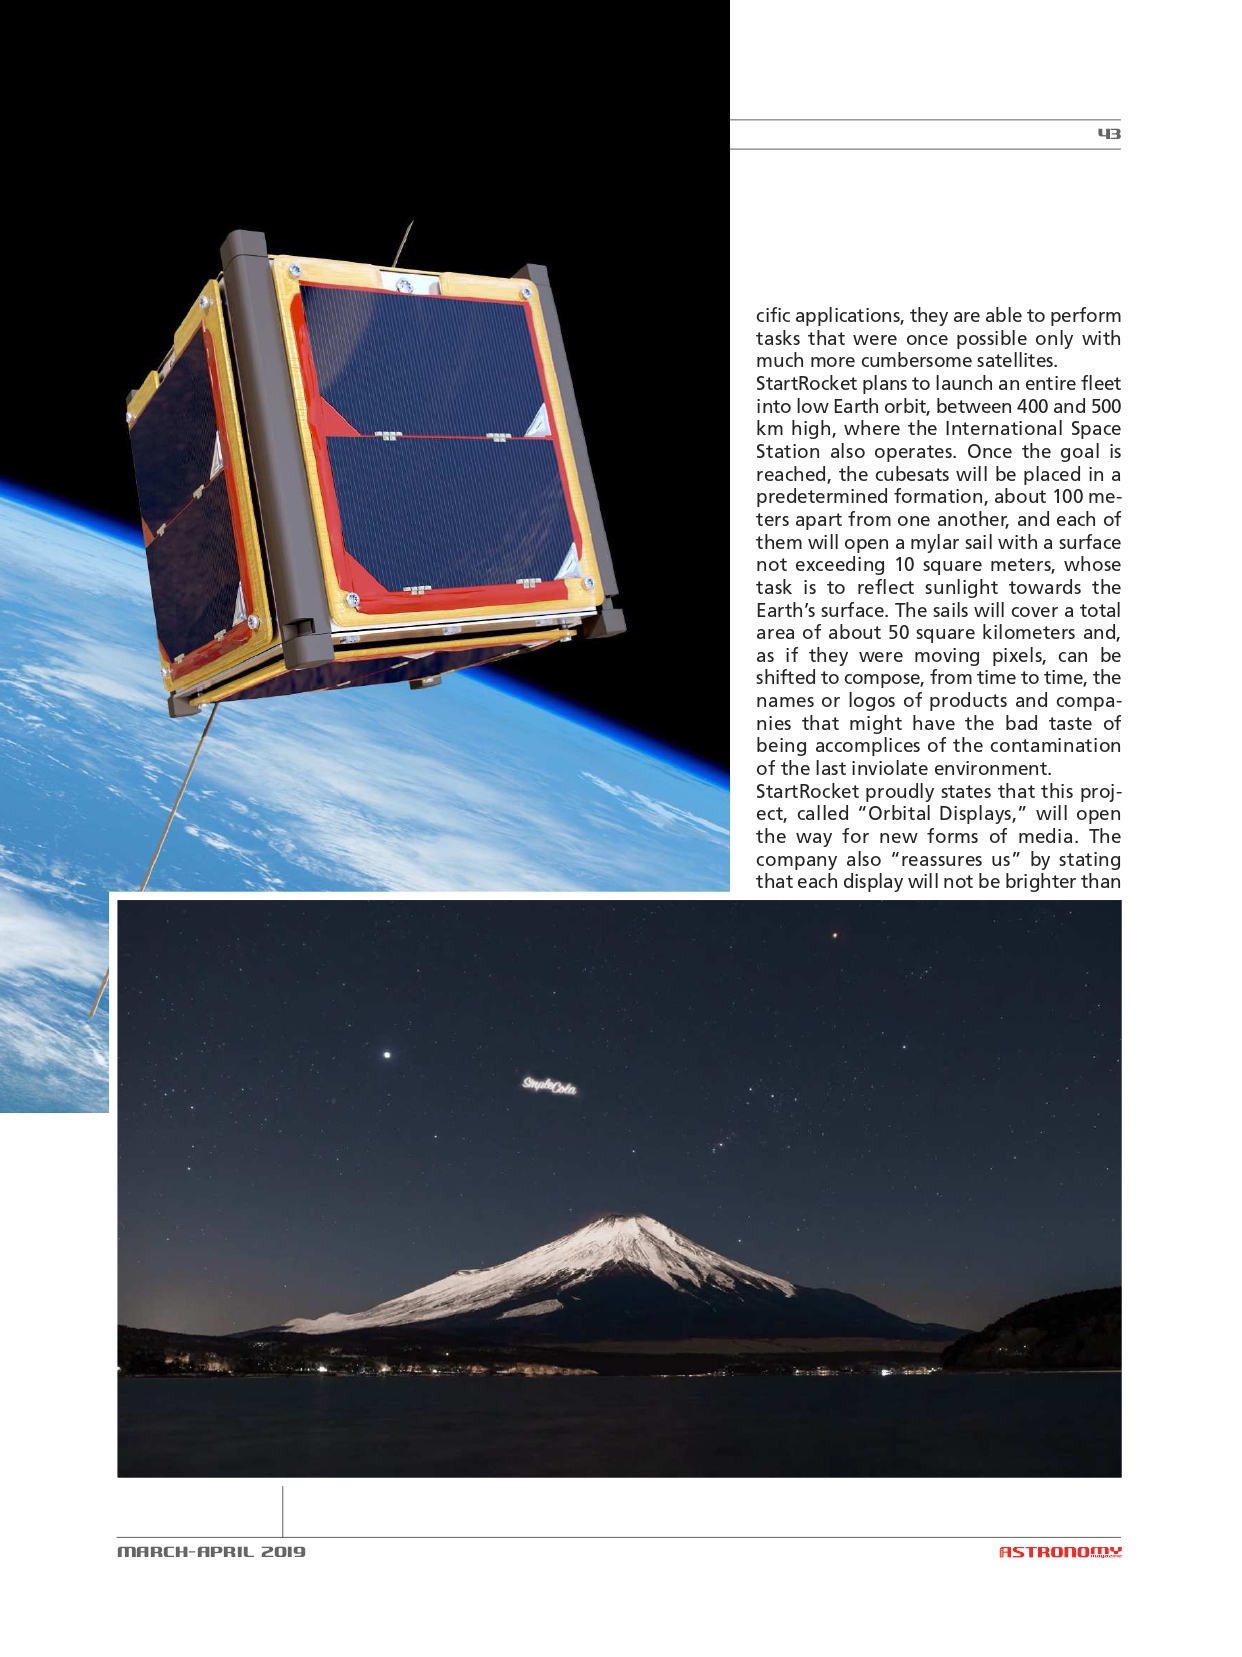 43
cific applications, they are able to perform
tasks that were once possible only with
much more cumbersome satellites.
StartRocket plans to launch an entire fleet
into low Earth orbit, between 400 and 500
km high, where the International Space
Station also operates. Once the goal is
reached, the cubesats will be placed in a
predetermined formation, about 100 me-
ters apart from one another, and each of
them will open a mylar sail with a surface
not exceeding 10 square meters, whose
task is to reflect sunlight towards the
Earth’s surface. The sails will cover a total
area of about 50 square kilometers and,
as if they were moving pixels, can be
shifted to compose, from time to time, the
names or logos of products and compa-
nies that might have the bad taste of
being accomplices of the contamination
of the last inviolate environment.
StartRocket proudly states that this proj-
ect, called “Orbital Displays,” will open
the way for new forms of media. The
company also “reassures us” by stating
that each display will not be brighter than
SmpleCola
MARCH-APRIL 2019
ASTRONOMY
magazine